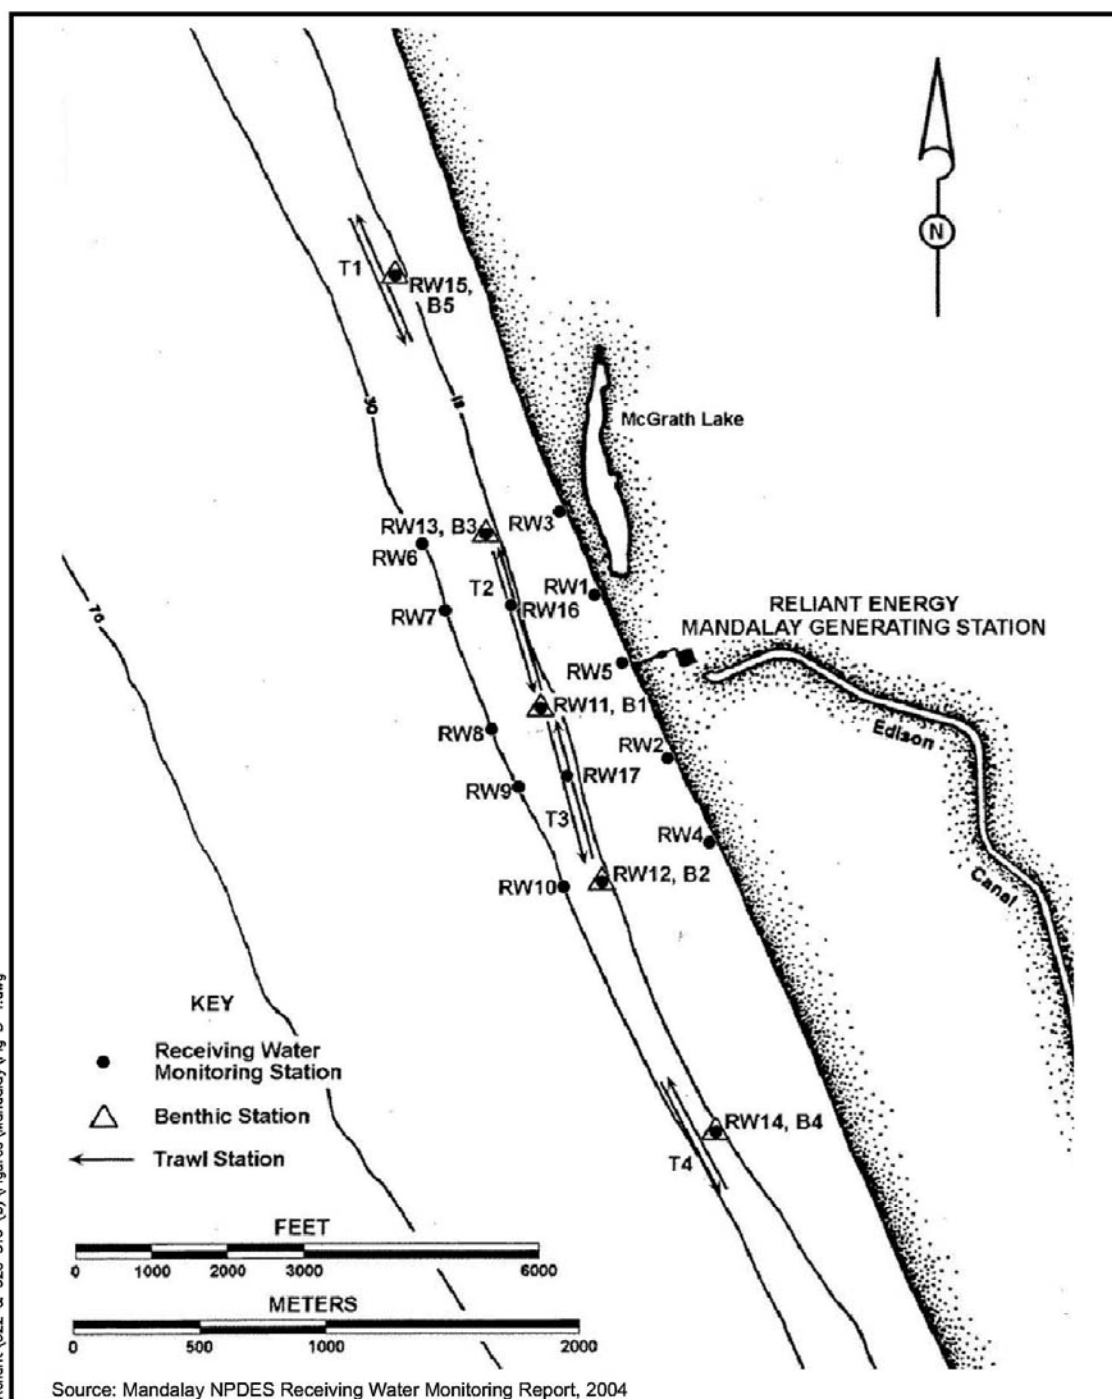 N
T1
RW15,
B5
30
18
McGrath Lake
RW3
RW13, B3
RW6
T2
RW1
RW16
RW7
RELIANT ENERGY
MANDALAY GENERATING STATION
RW5
RW11, B1
RW8
RW2
Edison
RW17
RW9
T3
RW4
RW12, B2
RW10
Canal
KEY
Receiving Water
Monitoring Station
Benthic Station
Trawl Station
RW14, B4
T4
FEET
0 1000 2000 3000 6000
METERS
0 500 1000 2000
Source: Mandalay NPDES Receiving Water Monitoring Report, 2004